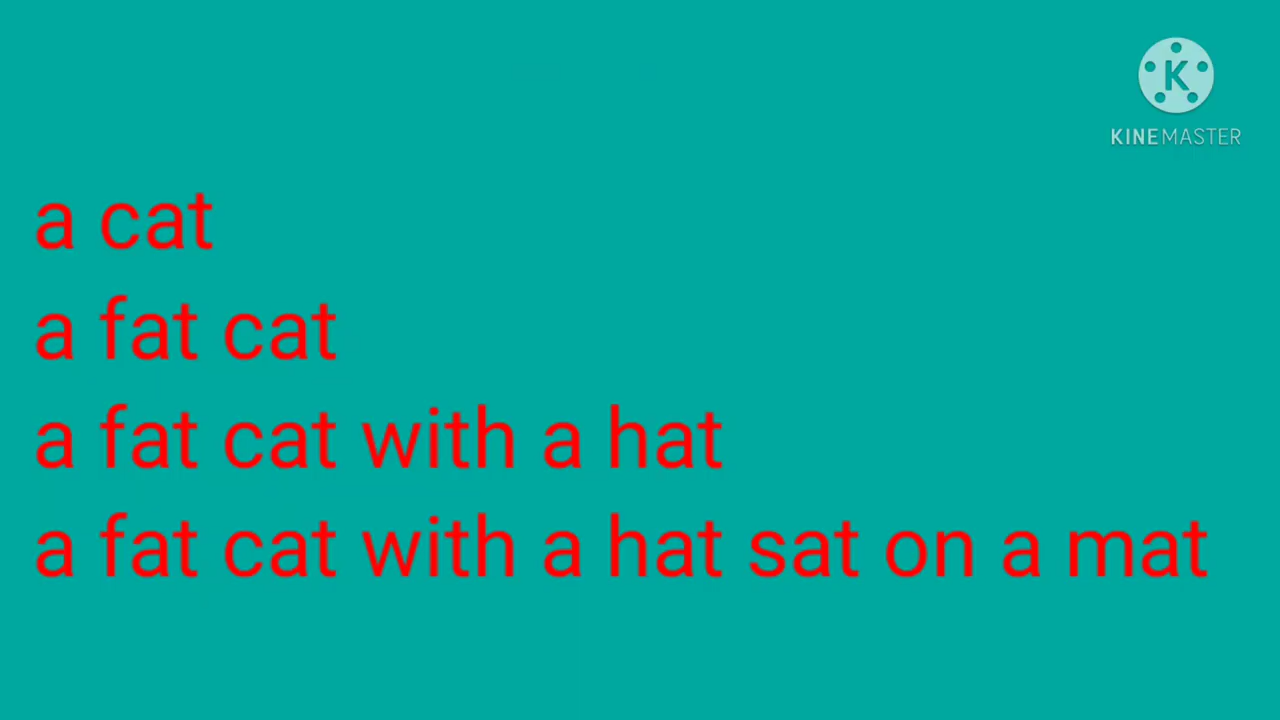 K
KINEMASTER
a cat
a fat cat
a fat cat with a hat
a fat cat with a hat sat on a mat